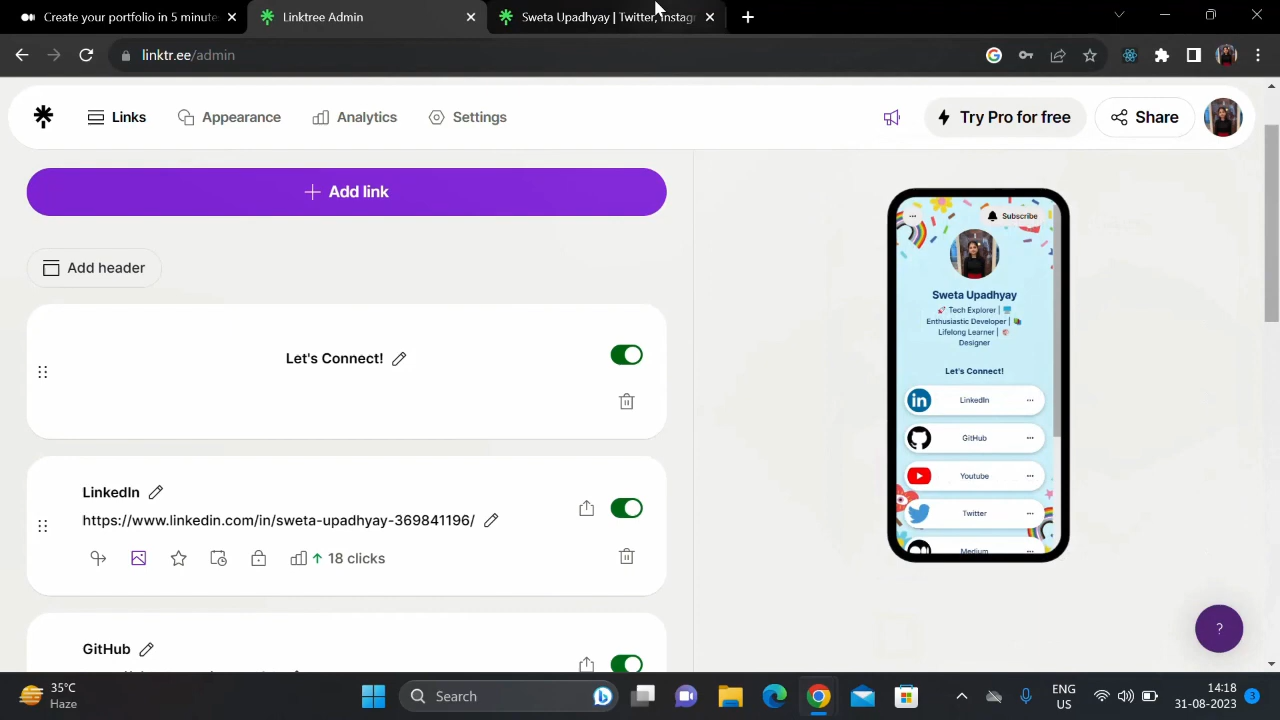 Create your portfolio in 5 minute
Linktree Admin
Sweta Upadhyay | Twitter, Instag
linktr.ee/admin
Links
Appearance
Analytics
Settings
Try Pro for free
Share
Add link
Add header
Let's Connect!
LinkedIn
https://www.linkedin.com/in/sweta-upadhyay-369841196/
18 clicks
GitHub
Subscribe
Sweta Upadhyay
🚀 Tech Explorer | 💻
Enthusiastic Developer | 📚
Lifelong Learner | 🎨
Designer
Let's Connect!
in
LinkedIn
GitHub
Youtube
Twitter
Medium
?
35°C
Haze
Search
ENG
US
14:18
31-08-2023
3